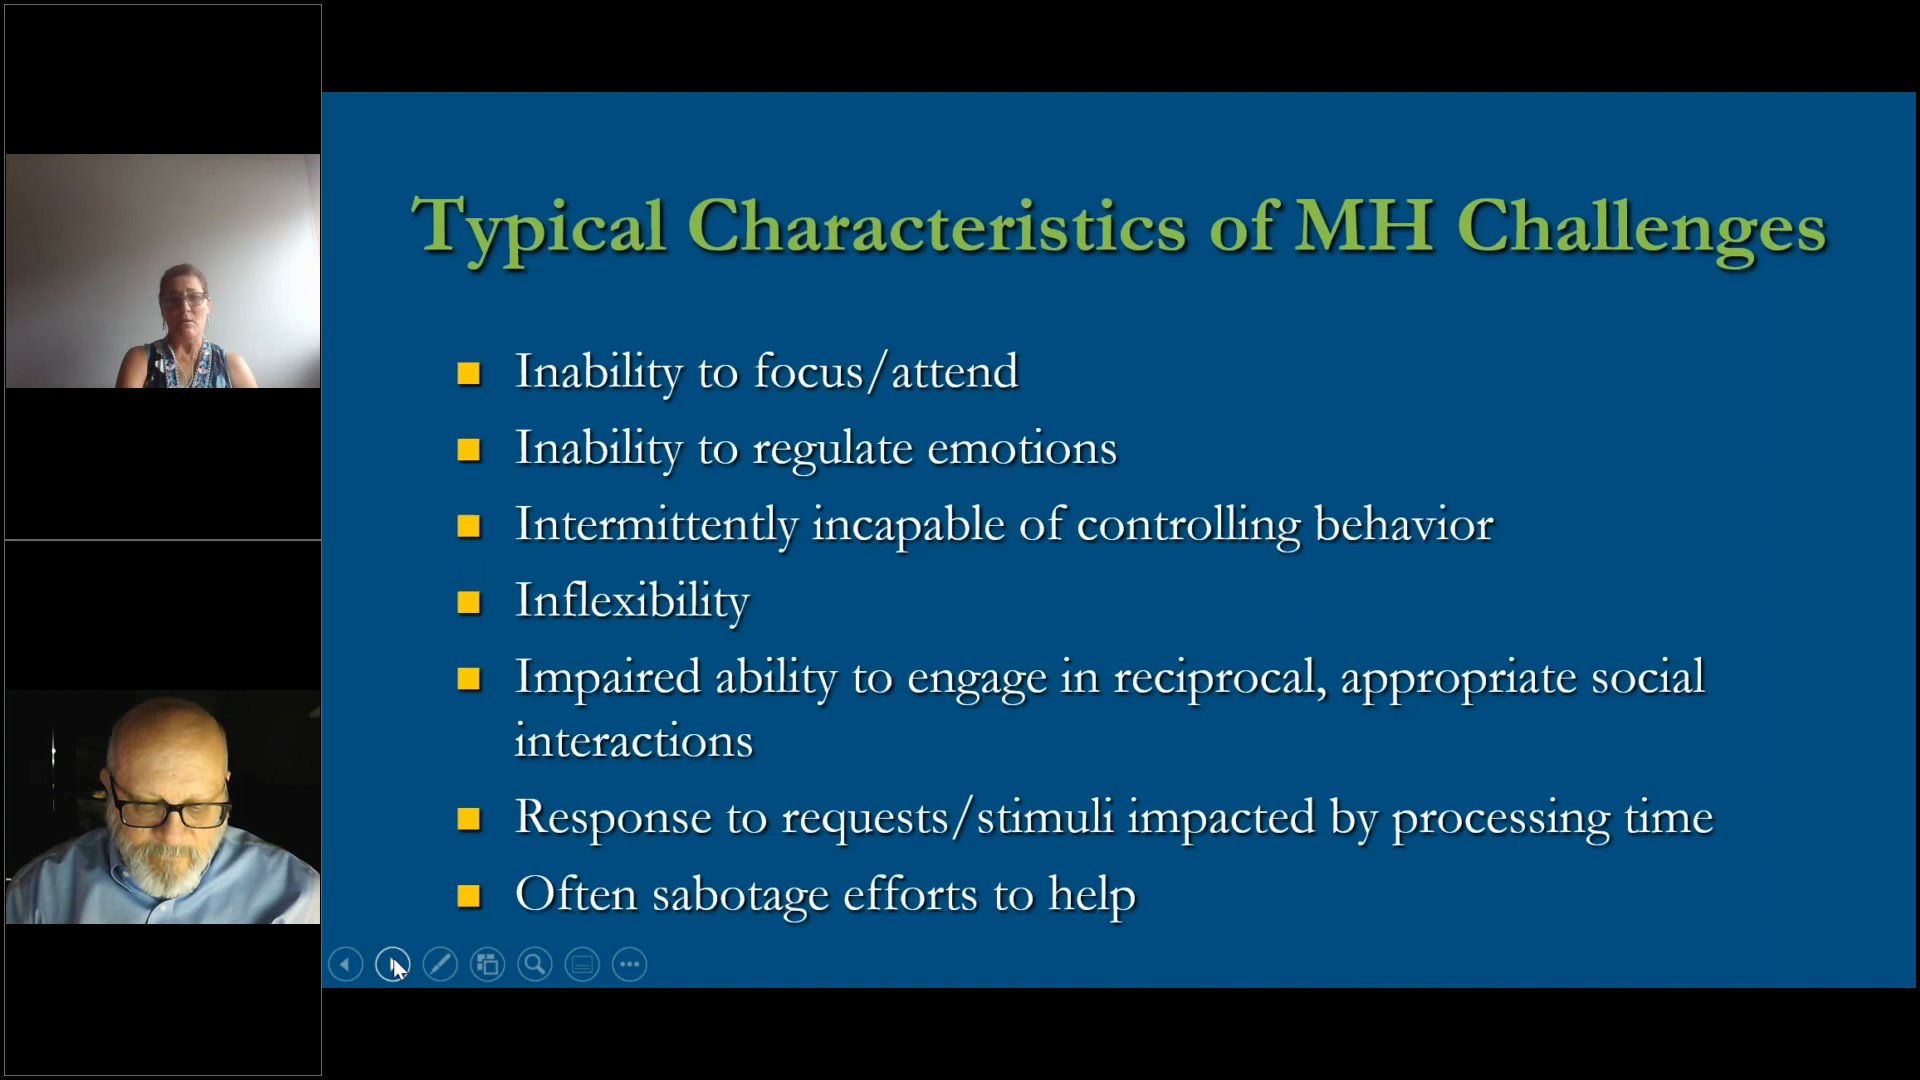 Typical Characteristics of MH Challenges
Inability to focus/attend
Inability to regulate emotions
Intermittently incapable of controlling behavior
Inflexibility
Impaired ability to engage in reciprocal, appropriate social
interactions
Response to requests/stimuli impacted by processing time
Often sabotage efforts to help